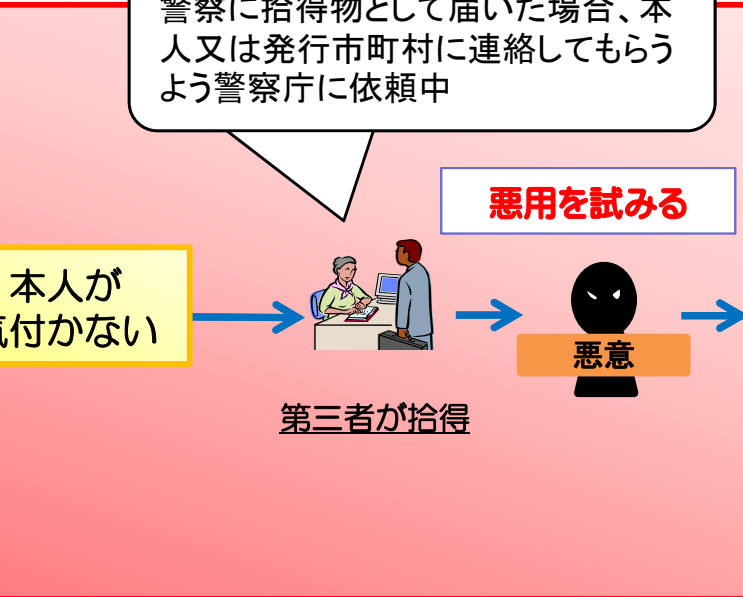 警察に拾得物として届いた場合、本
人又は発行市町村に連絡してもらう
よう警察庁に依頼中
悪用を試みる
本人が
気付かない
悪意
第三者が拾得